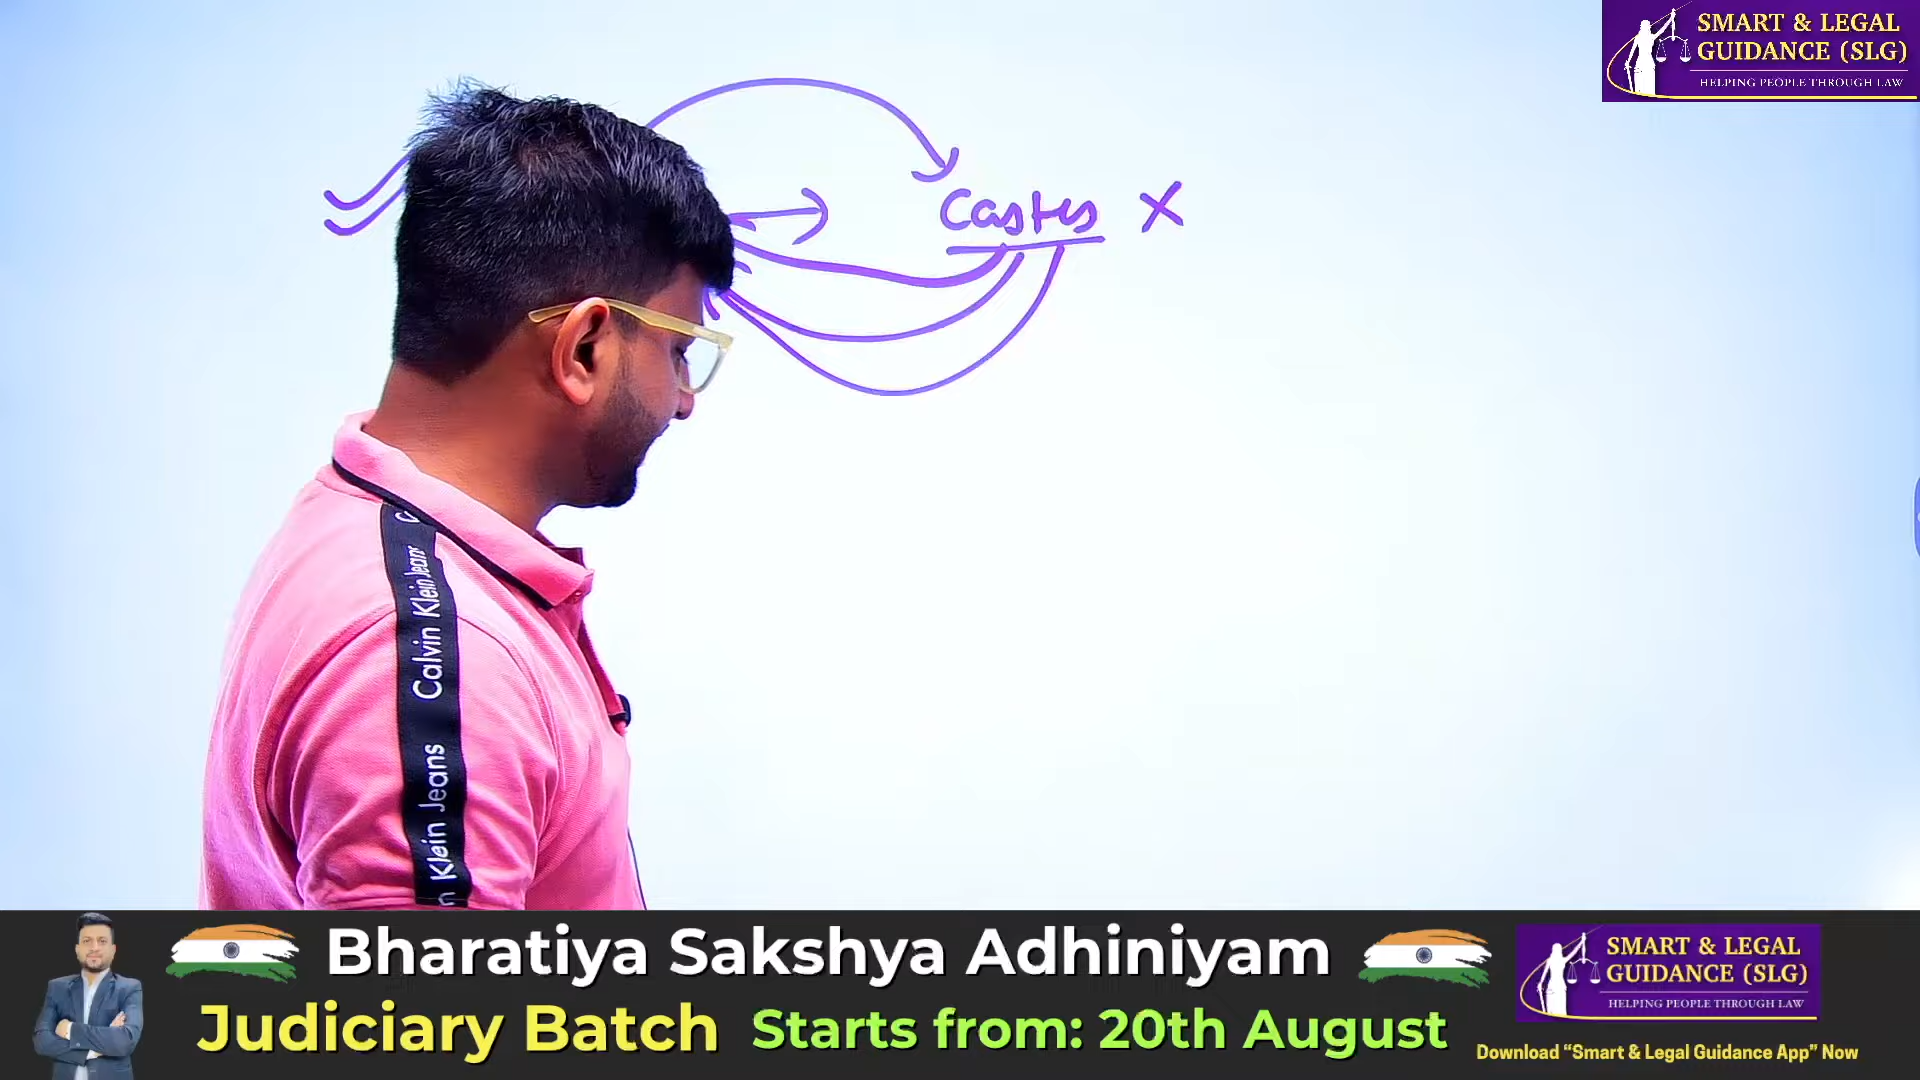 SMART & LEGAL
GUIDANCE (SLG)
HELPING PEOPLE THROUGH LAW
Castes X
Calvin Klein Jeans
Klein Jeans
Bharatiya Sakshya Adhiniyam
Judiciary Batch Starts from: 20th August
SMART & LEGAL
GUIDANCE (SLG)
HELPING PEOPLE THROUGH LAW
Download “Smart & Legal Guidance App” Now